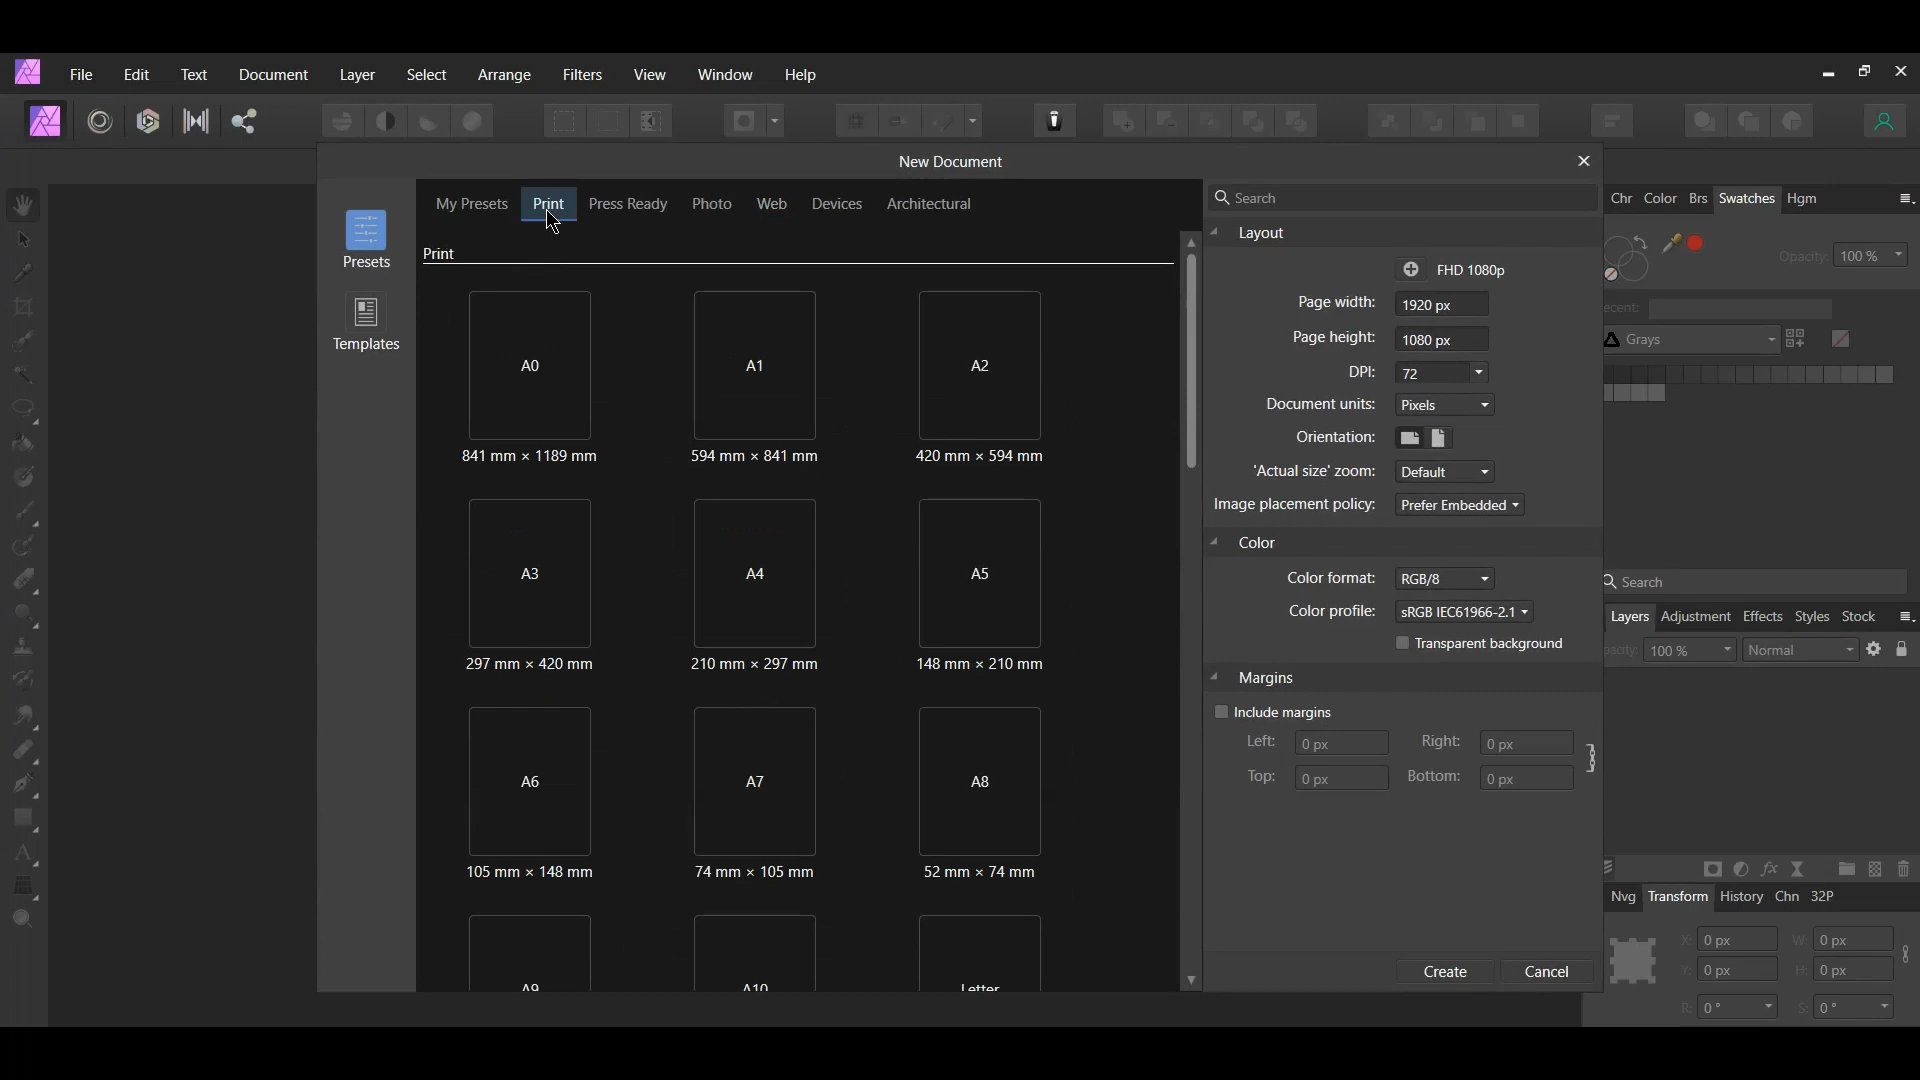 File Edit Text Document Layer Select Arrange Filters View Window Help
New Document
My Presets Print Press Ready Photo Web Devices Architectural
Presets
Templates
Print
A0 A1 A2
841 mm × 1189 mm 594 mm × 841 mm 420 mm × 594 mm
A3 A4 A5
297 mm × 420 mm 210 mm × 297 mm 148 mm × 210 mm
A6 A7 A8
105 mm × 148 mm 74 mm × 105 mm 52 mm × 74 mm
A9 A10 Letter
Search
Layout
FHD 1080p
Page width: 1920 px
Page height: 1080 px
DPI: 72
Document units: Pixels
Orientation:
'Actual size' zoom: Default
Image placement policy: Prefer Embedded
Color
Color format: RGB/8
Color profile: sRGB IEC61966-2.1
Transparent background
Margins
Include margins
Left: 0 px Right: 0 px
Top: 0 px Bottom: 0 px
Create Cancel
Chr Color Brs Swatches Hgm
Opacity: 100 %
ecent:
Grays
Search
Layers Adjustment Effects Styles Stock
pacity: 100 % Normal
Nvg Transform History Chn 32P
X: 0 px W: 0 px
Y: 0 px H: 0 px
R: 0 ° S: 0 °